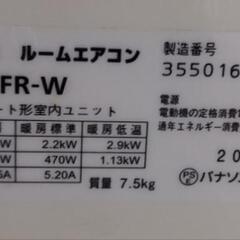 ルームエアコン
FR-W
ート形室内ユニット
製造番号
355016
電源
電動機の定格消費
通年エネルギー消費
暖房標準 暖房低温
2.2kW 2.9kW
470W 1.13kW
5.20A
質量 7.5kg
20
PSE パナソ